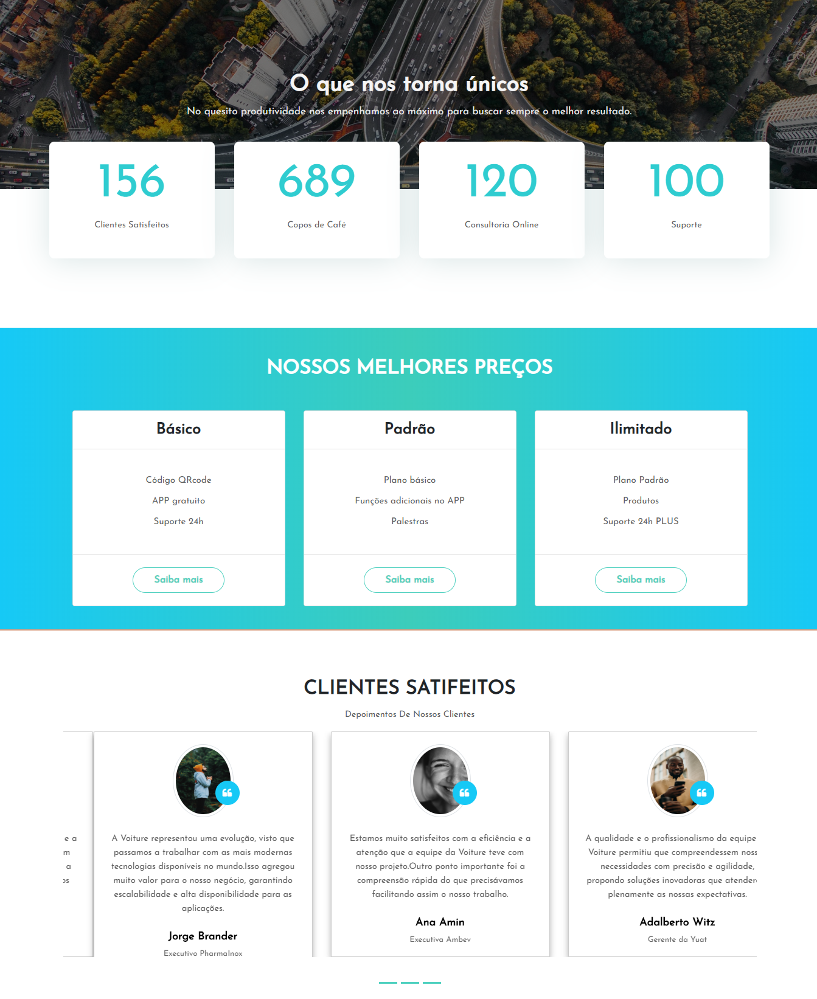 O que nos torna únicos
No quesito produtividade nos empenhamos ao máximo para buscar sempre o melhor resultado.
156
Clientes Satisfeitos
689
Copos de Café
120
Consultoria Online
100
Suporte
NOSSOS MELHORES PREÇOS
Básico
Código QRcode
APP gratuito
Suporte 24h
Saiba mais
Padrão
Plano básico
Funções adicionais no APP
Palestras
Saiba mais
Ilimitado
Plano Padrão
Produtos
Suporte 24h PLUS
Saiba mais
CLIENTES SATIFEITOS
Depoimentos De Nossos Clientes
e a
m
a
os
A Voiture representou uma evolução, visto que
passamos a trabalhar com as mais modernas
tecnologias disponíveis no mundo.Isso agregou
muito valor para o nosso negócio, garantindo
escalabilidade e alta disponibilidade para as
aplicações.
Jorge Brander
Executivo PharmaInox
Estamos muito satisfeitos com a eficiência e a
atenção que a equipe da Voiture teve com
nosso projeto.Outro ponto importante foi a
compreensão rápida do que precisávamos
facilitando assim o nosso trabalho.
Ana Amin
Executiva Ambev
A qualidade e o profissionalismo da equipe
Voiture permitiu que compreendessem noss
necessidades com precisão e agilidade,
propondo soluções inovadoras que atender
plenamente as nossas expectativas.
Adalberto Witz
Gerente da Yuat